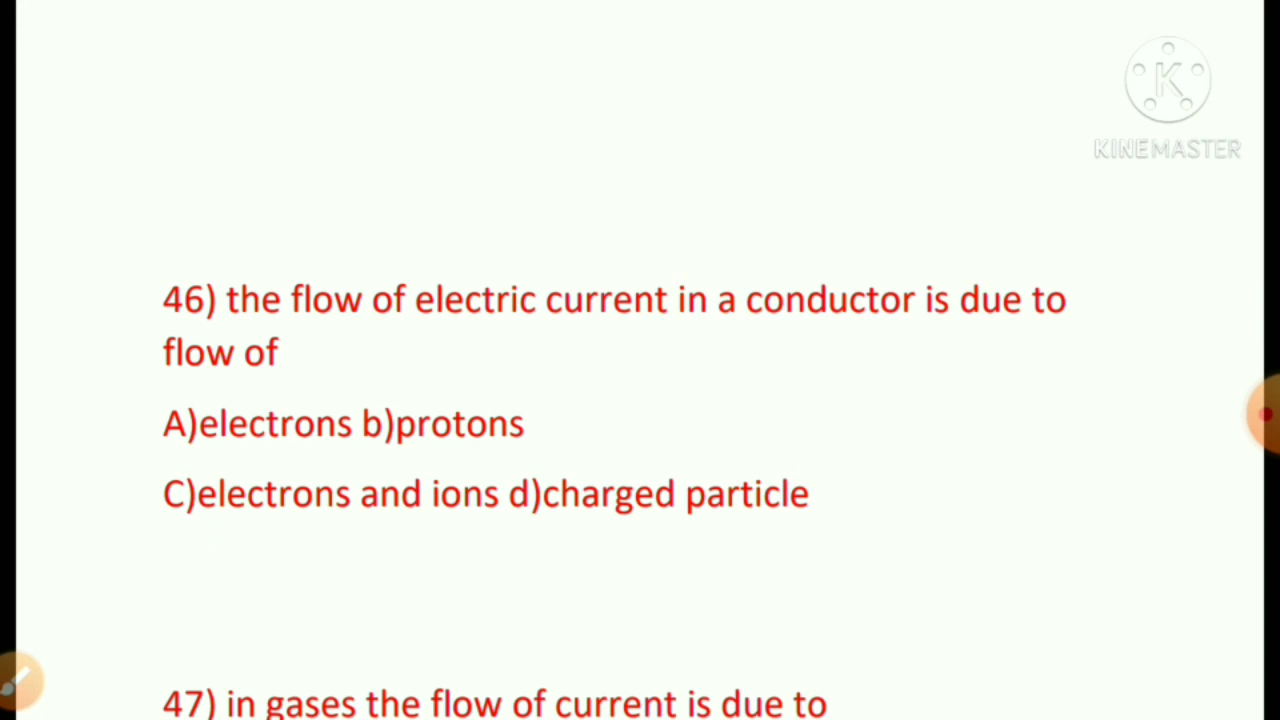 K
KINEMASTER
46) the flow of electric current in a conductor is due to
flow of
A)electrons b)protons
C)electrons and ions d)charged particle
47) in gases the flow of current is due to